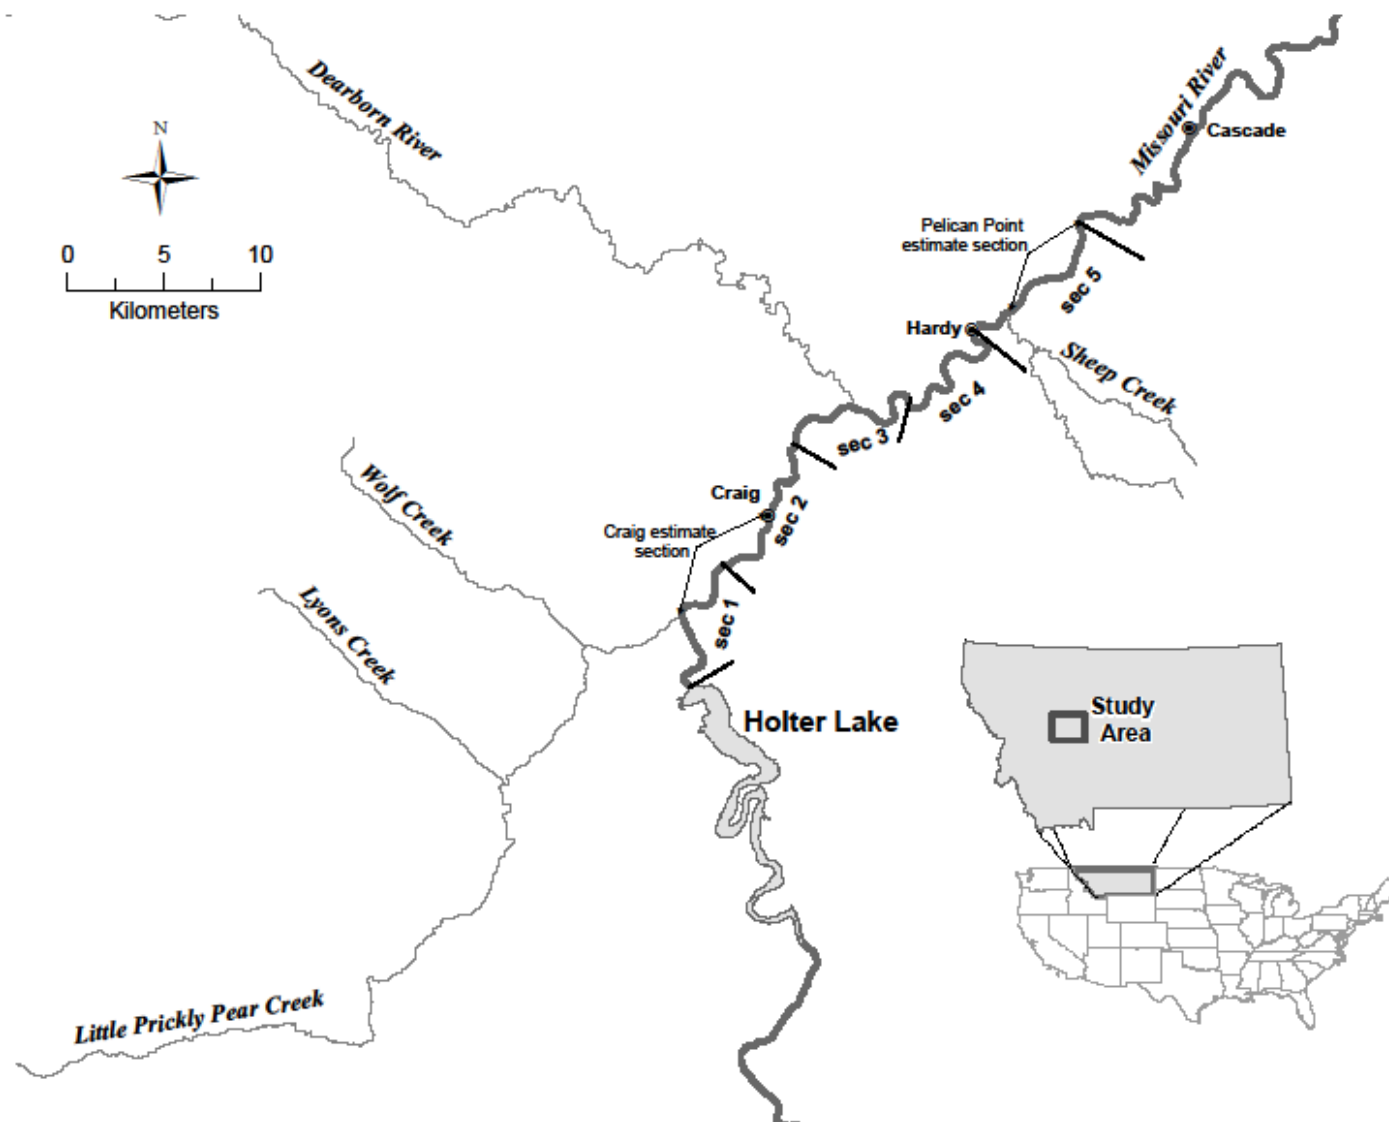 Dearborn River
Missouri River
Cascade
N
Pelican Point
estimate section
0 5 10
Kilometers
sec 5
Hardy
Sheep Creek
sec 4
sec 3
Wolf Creek
Craig
sec 2
Craig estimate
section
Lyons Creek
sec 1
Holter Lake
Study
Area
Little Prickly Pear Creek